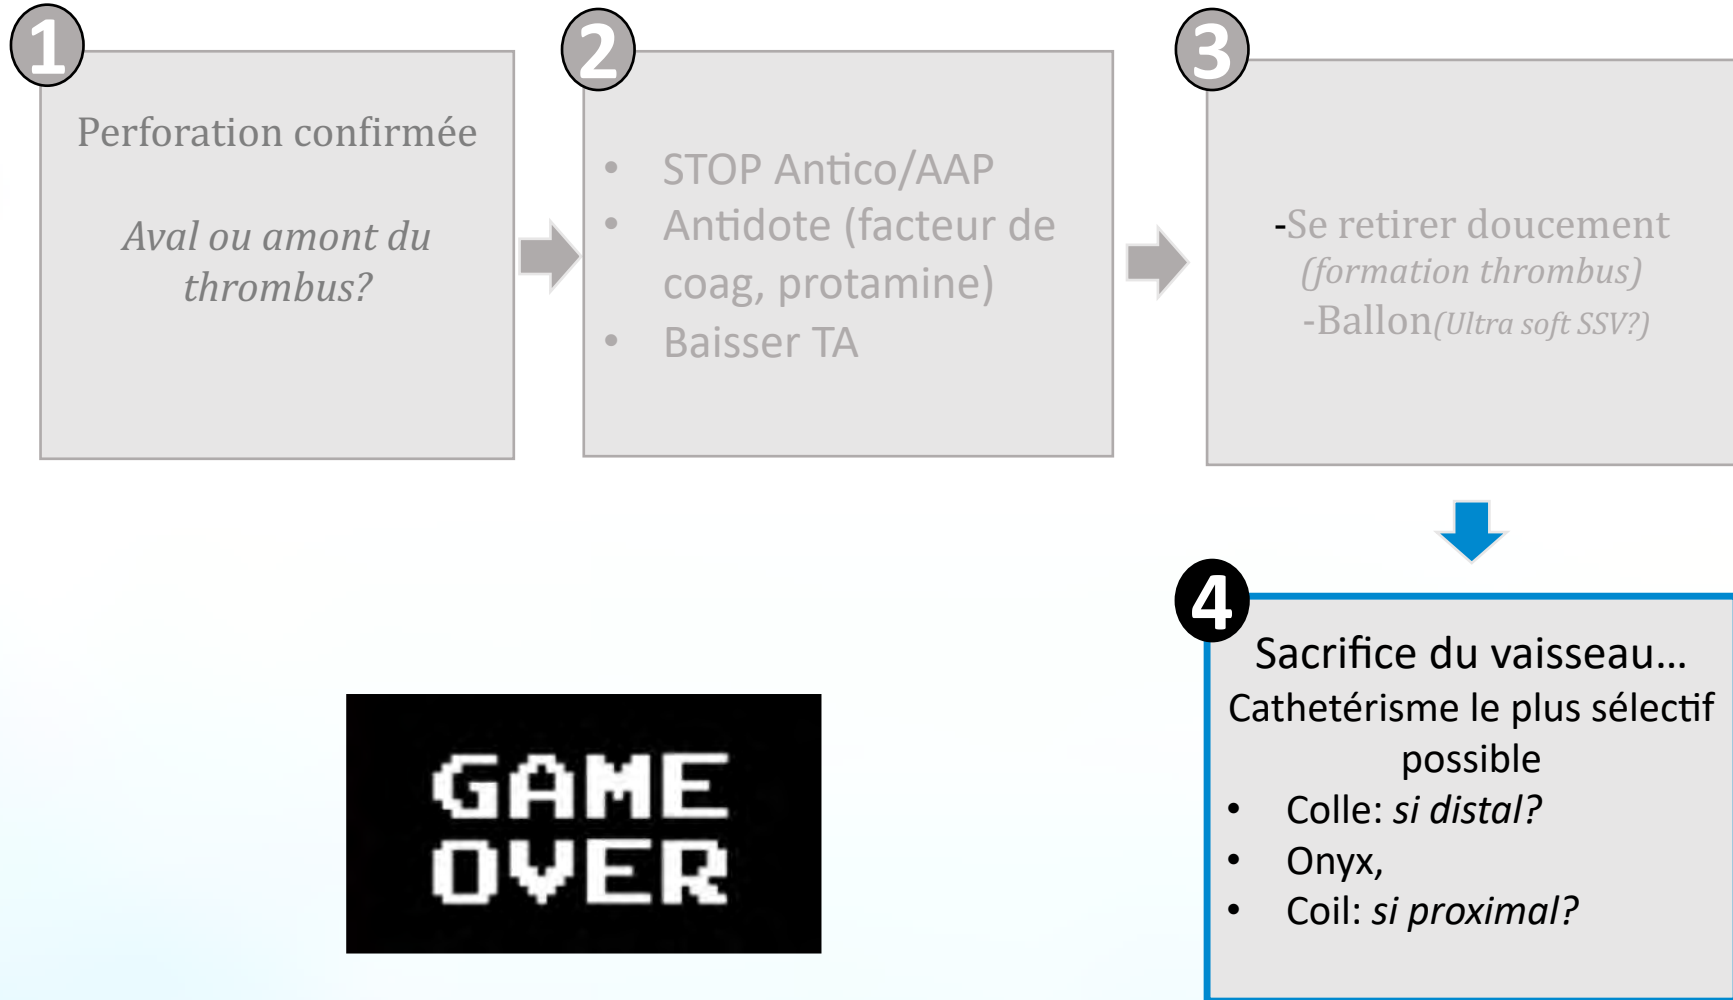 1
Perforation confirmée
Aval ou amont du
thrombus?
2
• STOP Antico/AAP
• Antidote (facteur de
coag, protamine)
• Baisser TA
3
-Se retirer doucement
(formation thrombus)
-Ballon(Ultra soft SSV?)
4
Sacrifice du vaisseau...
Cathetérisme le plus sélectif
possible
• Colle: si distal?
• Onyx,
• Coil: si proximal?
GAME
OVER